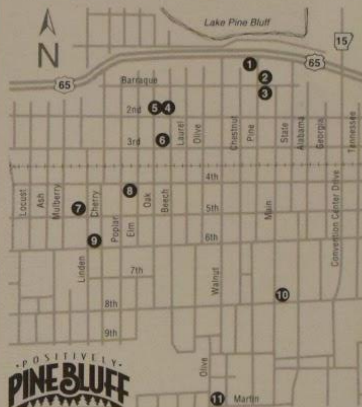 Lake Pine Bluff
N
15
65
65
1
2
3
Barraque
2nd
5
4
3rd
6
Laurel
Olive
Chestnut
Pine
State
Alabama
Georgia
Tennessee
4th
Locust
Ash
Mulberry
7
Cherry
8
Oak
Beech
5th
Main
Convention Center Drive
9
Poplar
Elm
6th
Linden
7th
Walnut
10
8th
9th
Olive
11
Martin
POSITIVELY
PINE BLUFF